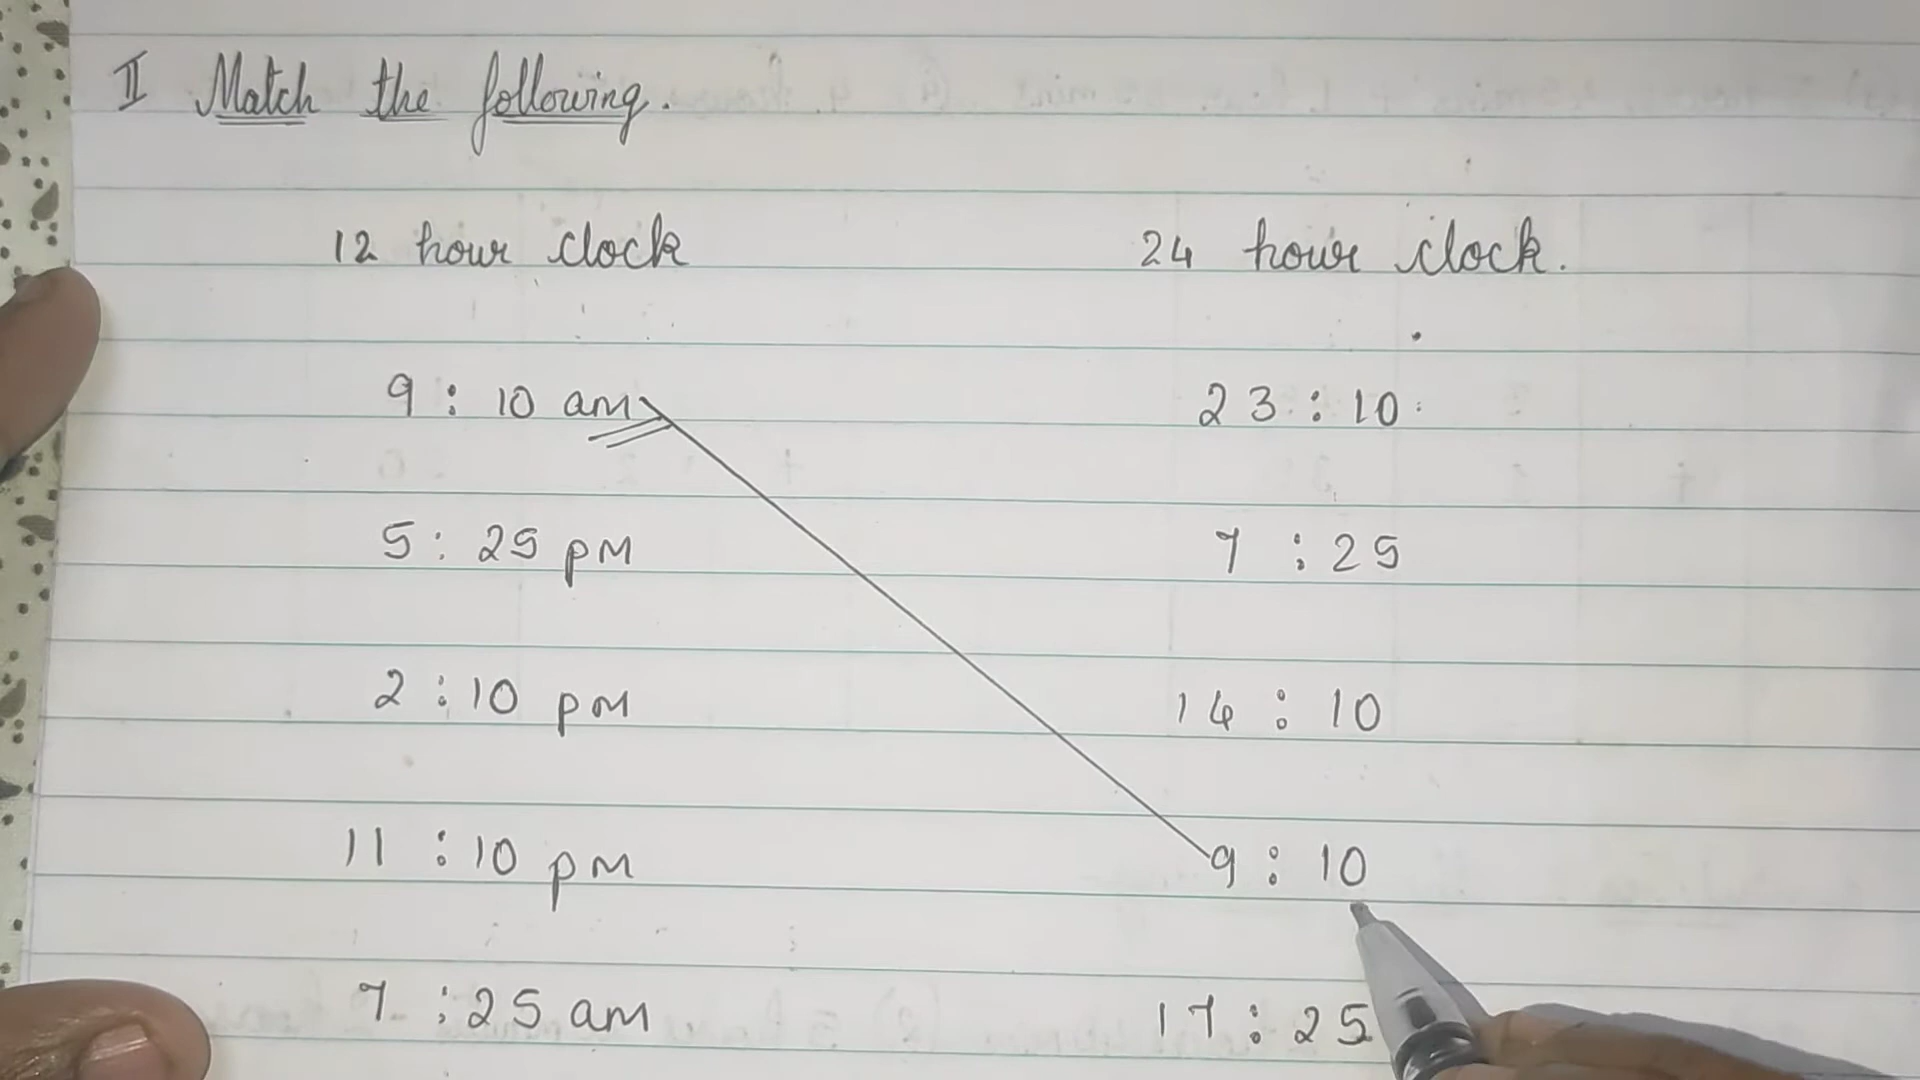 II Match the following.
12 hour clock 24 hour clock.
9 : 10 am 23 : 10
5 : 25 pm 7 : 25
2 : 10 pm 14 : 10
11 : 10 pm 9 : 10
7 : 25 am 17 : 25